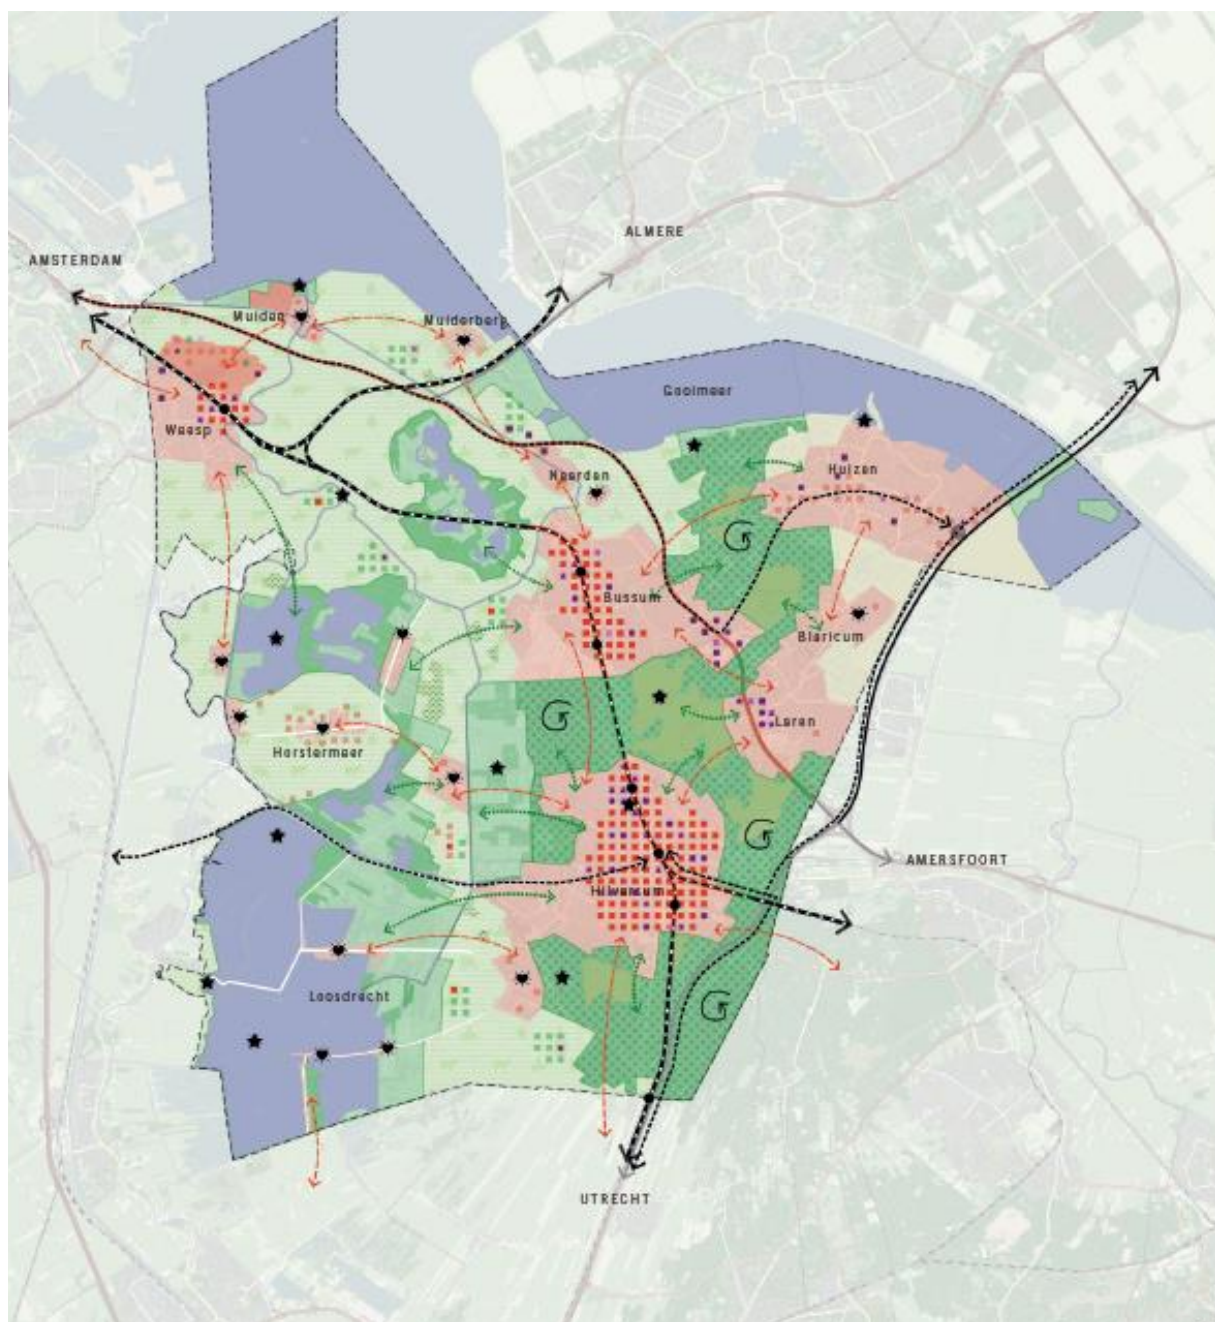 ALMERE
AMSTERDAM
Muiden
Muiderberg
Gooimeer
Weesp
Huizen
Naarden
Bussum
Blaricum
Laren
Horstermeer
AMERSFOORT
Hilversum
Loosdrecht
UTRECHT